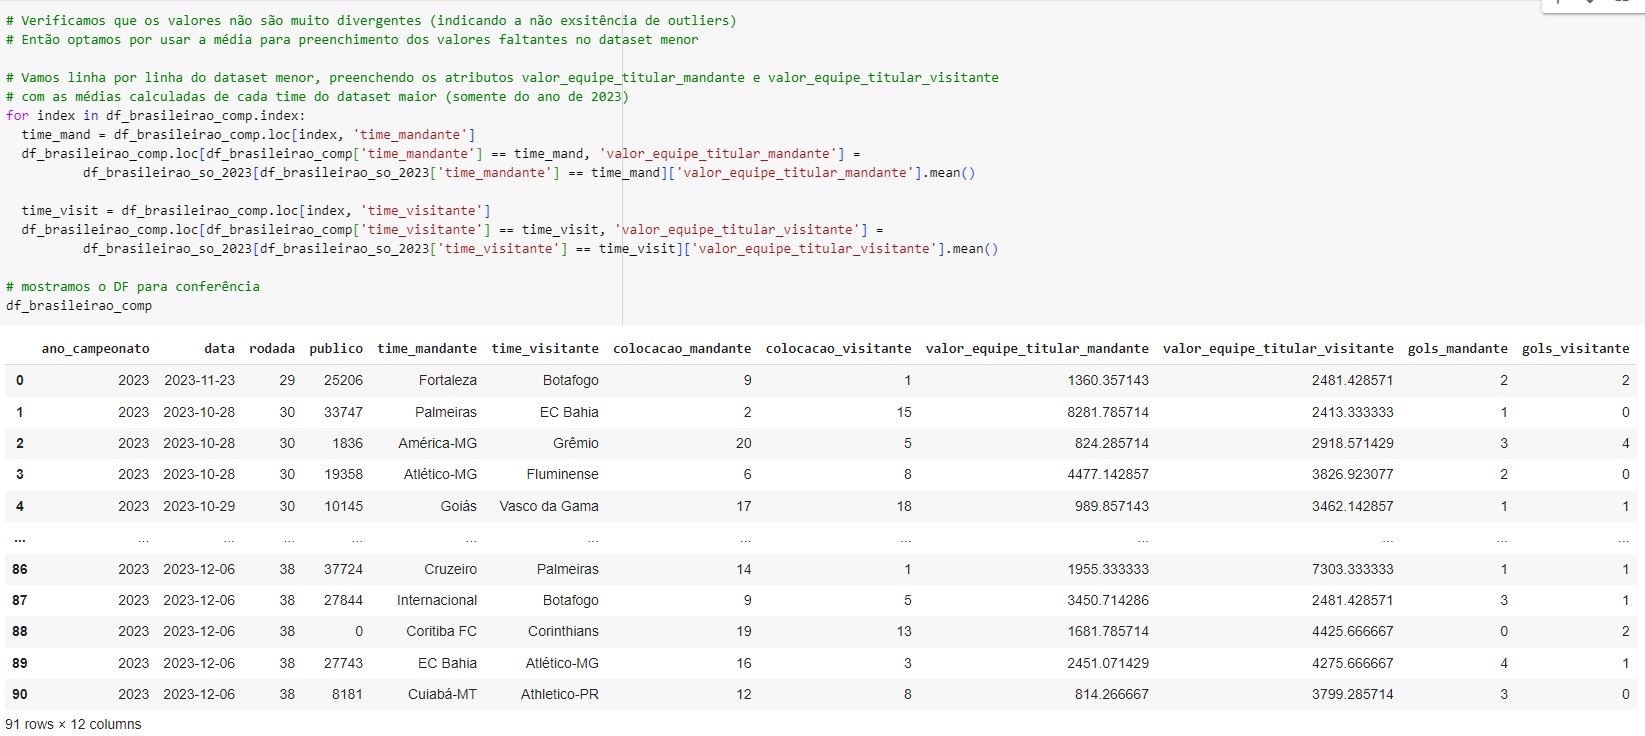 # Verificamos que os valores não são muito divergentes (indicando a não exsitência de outliers)
# Então optamos por usar a média para preenchimento dos valores faltantes no dataset menor
# Vamos linha por linha do dataset menor, preenchendo os atributos valor_equipe_titular_mandante e valor_equipe_titular_visitante
# com as médias calculadas de cada time do dataset maior (somente do ano de 2023)
for index in df_brasileirao_comp.index:
  time_mand = df_brasileirao_comp.loc[index, 'time_mandante']
  df_brasileirao_comp.loc[df_brasileirao_comp['time_mandante'] == time_mand, 'valor_equipe_titular_mandante'] =
          df_brasileirao_so_2023[df_brasileirao_so_2023['time_mandante'] == time_mand]['valor_equipe_titular_mandante'].mean()
  time_visit = df_brasileirao_comp.loc[index, 'time_visitante']
  df_brasileirao_comp.loc[df_brasileirao_comp['time_visitante'] == time_visit, 'valor_equipe_titular_visitante'] =
          df_brasileirao_so_2023[df_brasileirao_so_2023['time_visitante'] == time_visit]['valor_equipe_titular_visitante'].mean()
# mostramos o DF para conferência
df_brasileirao_comp
ano_campeonato data rodada publico time_mandante time_visitante colocacao_mandante colocacao_visitante valor_equipe_titular_mandante valor_equipe_titular_visitante gols_mandante gols_visitante
0 2023 2023-11-23 29 25206 Fortaleza Botafogo 9 1 1360.357143 2481.428571 2 2
1 2023 2023-10-28 30 33747 Palmeiras EC Bahia 2 15 8281.785714 2413.333333 1 0
2 2023 2023-10-28 30 1836 América-MG Grêmio 20 5 824.285714 2918.571429 3 4
3 2023 2023-10-28 30 19358 Atlético-MG Fluminense 6 8 4477.142857 3826.923077 2 0
4 2023 2023-10-29 30 10145 Goiás Vasco da Gama 17 18 989.857143 3462.142857 1 1
... ... ... ... ... ... ... ... ... ... ... ... ...
86 2023 2023-12-06 38 37724 Cruzeiro Palmeiras 14 1 1955.333333 7303.333333 1 1
87 2023 2023-12-06 38 27844 Internacional Botafogo 9 5 3450.714286 2481.428571 3 1
88 2023 2023-12-06 38 0 Coritiba FC Corinthians 19 13 1681.785714 4425.666667 0 2
89 2023 2023-12-06 38 27743 EC Bahia Atlético-MG 16 3 2451.071429 4275.666667 4 1
90 2023 2023-12-06 38 8181 Cuiabá-MT Athletico-PR 12 8 814.266667 3799.285714 3 0
91 rows × 12 columns